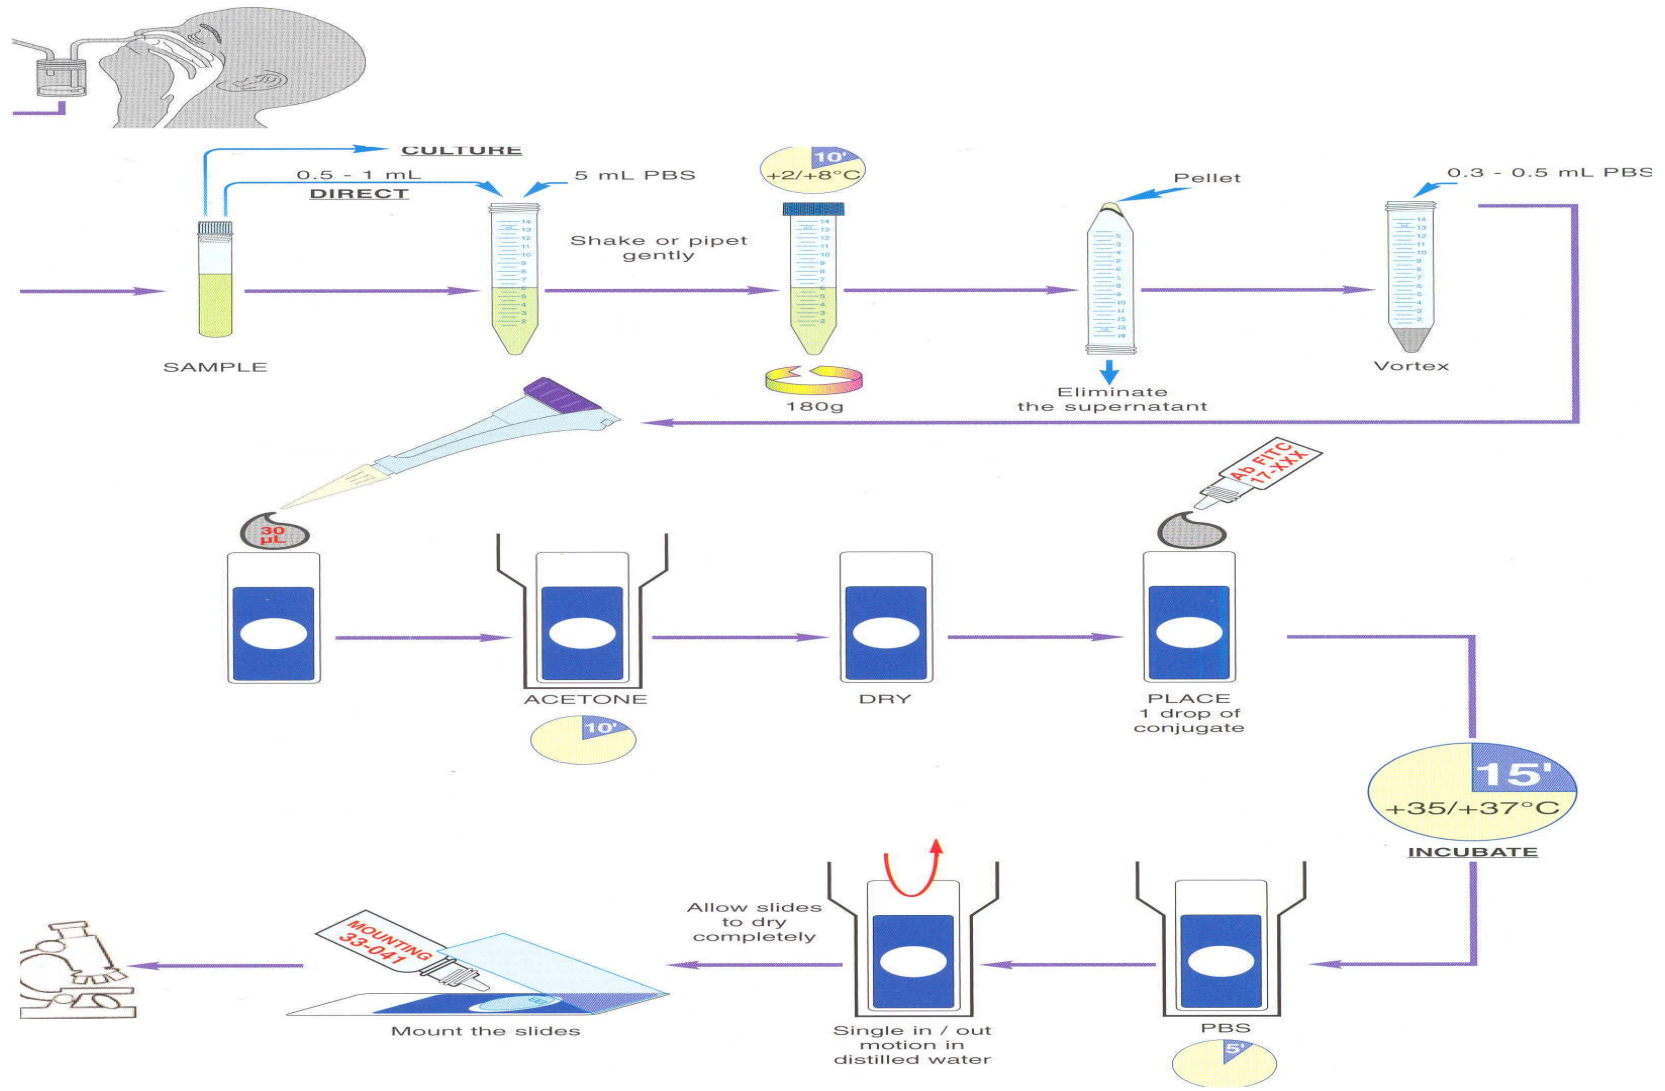 CULTURE
0.5 - 1 mL
DIRECT
5 mL PBS
10'
+2/+8°C
Pellet
0.3 - 0.5 mL PBS
Shake or pipet
gently
SAMPLE
180g
Eliminate
the supernatant
Vortex
30
µL
Ab FITC
17-XXX
ACETONE
10'
DRY
PLACE
1 drop of
conjugate
15'
+35/+37°C
INCUBATE
PBS
5'
Single in / out
motion in
distilled water
Allow slides
to dry
completely
MOUNTING
33-041
Mount the slides